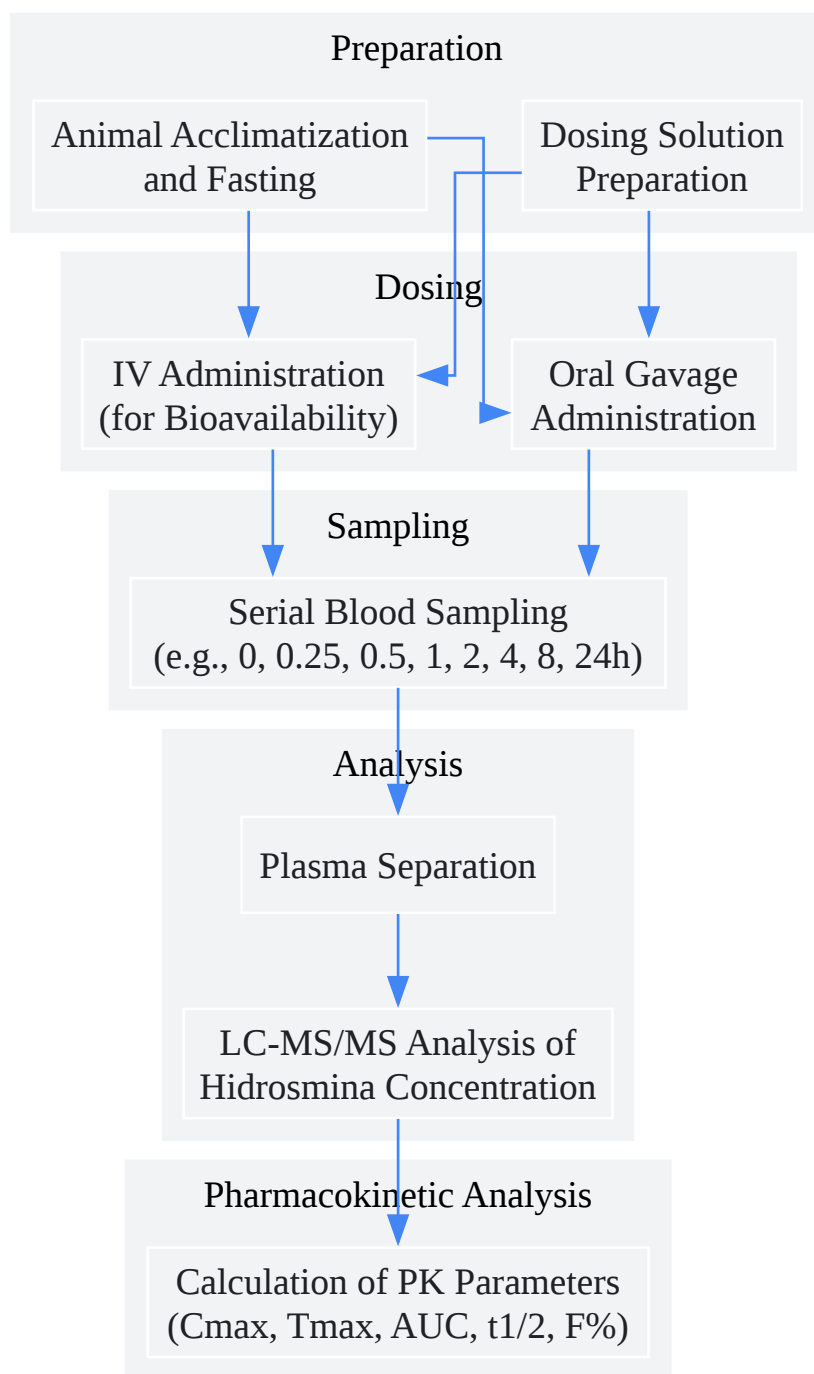 Preparation
Animal Acclimatization
and Fasting
Dosing Solution
Preparation
Dosing
IV Administration
(for Bioavailability)
Oral Gavage
Administration
Sampling
Serial Blood Sampling
(e.g., 0, 0.25, 0.5, 1, 2, 4, 8, 24h)
Analysis
Plasma Separation
LC-MS/MS Analysis of
Hidrosmina Concentration
Pharmacokinetic Analysis
Calculation of PK Parameters
(Cmax, Tmax, AUC, t1/2, F%)